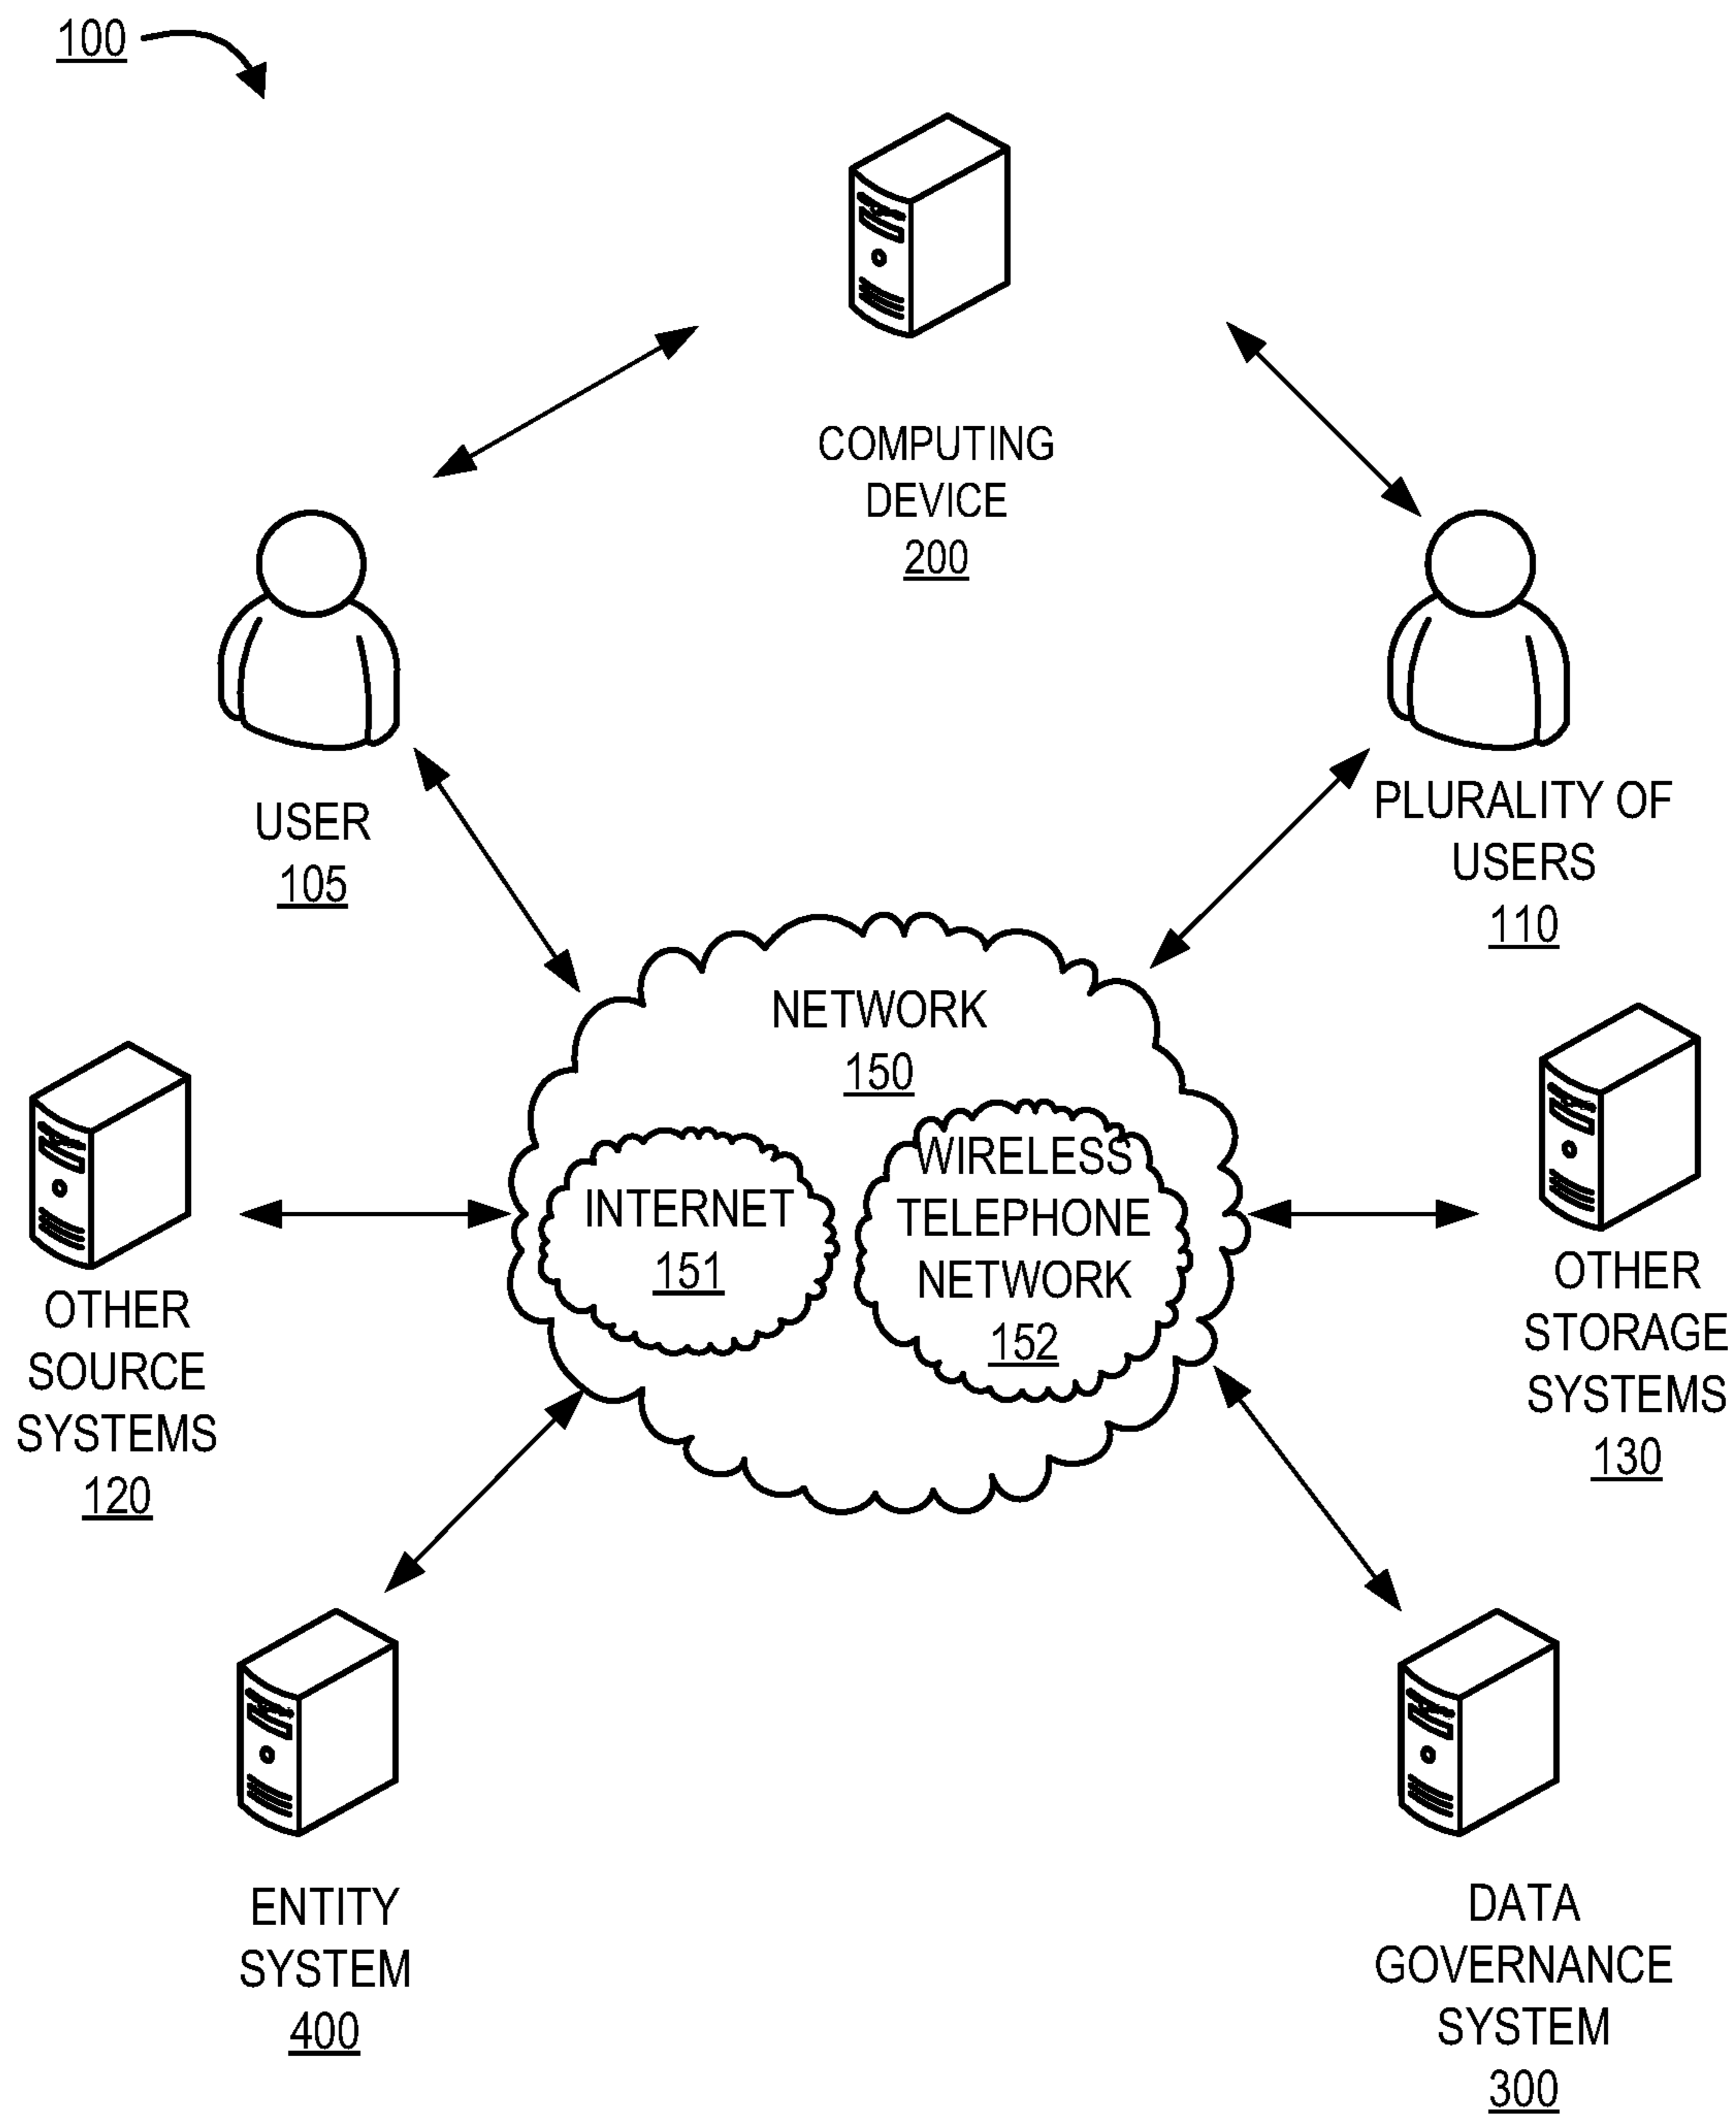 100
COMPUTING
DEVICE
200
USER
105
PLURALITY OF
USERS
110
NETWORK
150
INTERNET
151
WIRELESS
TELEPHONE
NETWORK
152
OTHER
SOURCE
SYSTEMS
120
OTHER
STORAGE
SYSTEMS
130
ENTITY
SYSTEM
400
DATA
GOVERNANCE
SYSTEM
300